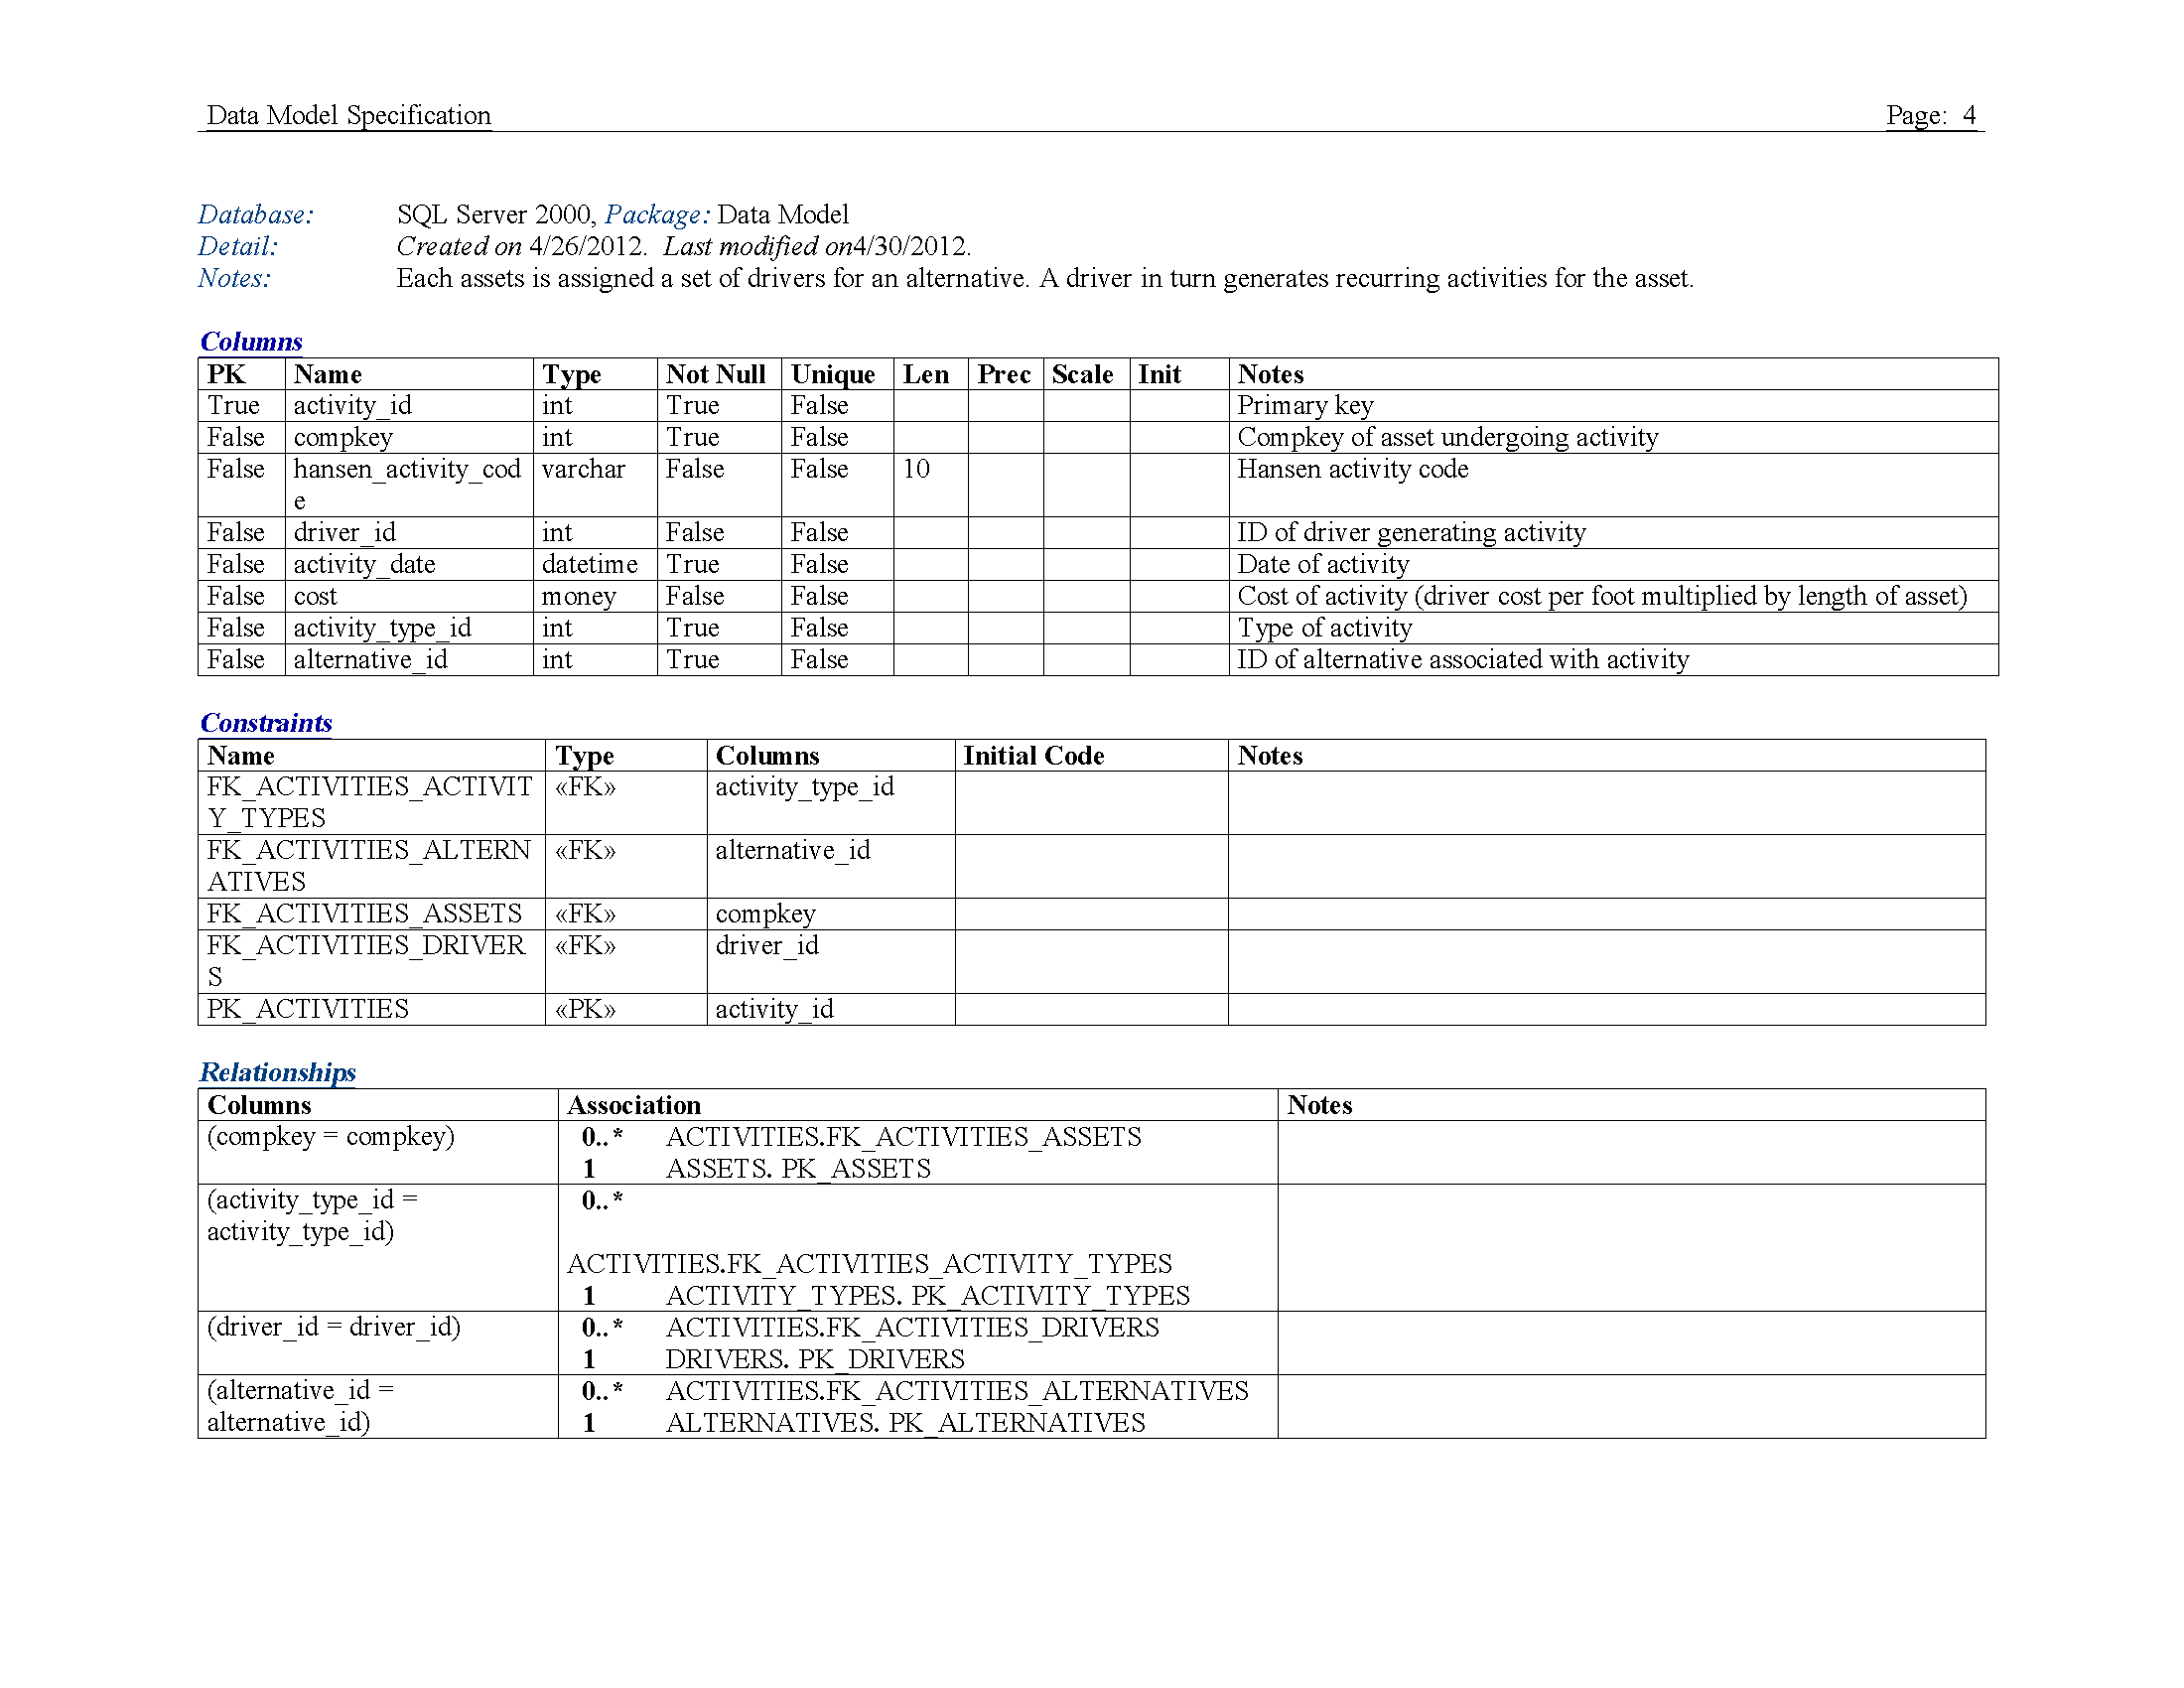 Data Model Specification Page: 4
Database: SQL Server 2000, Package: Data Model
Detail: Created on 4/26/2012. Last modified on4/30/2012.
Notes: Each assets is assigned a set of drivers for an alternative. A driver in turn generates recurring activities for the asset.
Columns
PK Name Type Not Null Unique Len Prec Scale Init Notes
True activity_id int True False Primary key
False compkey int True False Compkey of asset undergoing activity
False hansen_activity_cod varchar False False 10 Hansen activity code
e
False driver_id int False False ID of driver generating activity
False activity_date datetime True False Date of activity
False cost money False False Cost of activity (driver cost per foot multiplied by length of asset)
False activity_type_id int True False Type of activity
False alternative_id int True False ID of alternative associated with activity
Constraints
Name Type Columns Initial Code Notes
FK_ACTIVITIES_ACTIVIT «FK» activity_type_id
Y_TYPES
FK_ACTIVITIES_ALTERN «FK» alternative_id
ATIVES
FK_ACTIVITIES_ASSETS «FK» compkey
FK_ACTIVITIES_DRIVER «FK» driver_id
S
PK_ACTIVITIES «PK» activity_id
Relationships
Columns Association Notes
(compkey = compkey) 0..* ACTIVITIES.FK_ACTIVITIES_ASSETS
1 ASSETS. PK_ASSETS
(activity_type_id = 0..*
activity_type_id)
ACTIVITIES.FK_ACTIVITIES_ACTIVITY_TYPES
1 ACTIVITY_TYPES. PK_ACTIVITY_TYPES
(driver_id = driver_id) 0..* ACTIVITIES.FK_ACTIVITIES_DRIVERS
1 DRIVERS. PK_DRIVERS
(alternative_id = 0..* ACTIVITIES.FK_ACTIVITIES_ALTERNATIVES
alternative_id) 1 ALTERNATIVES. PK_ALTERNATIVES